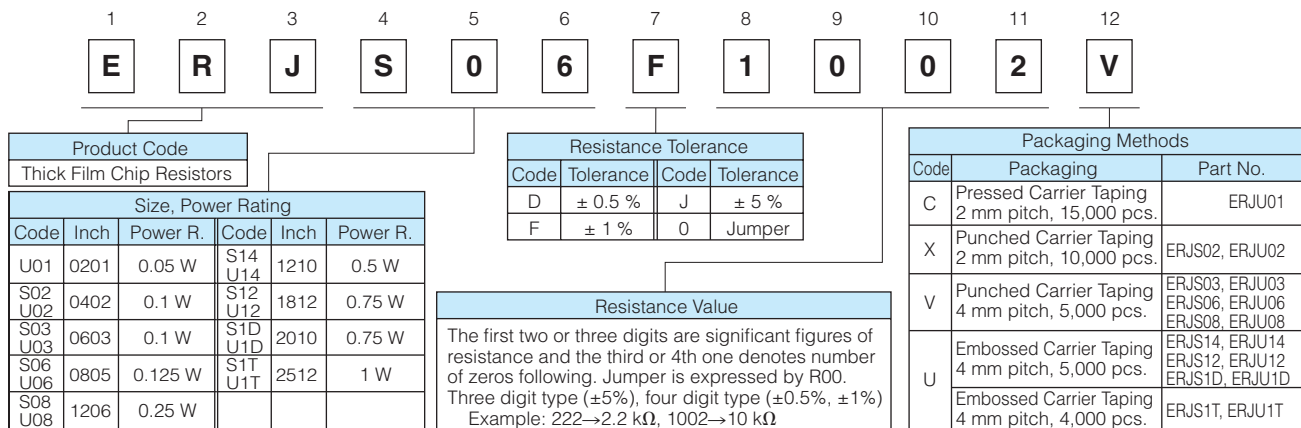 1 2 3 4 5 6 7 8 9 10 11 12
E R J S 0 6 F 1 0 0 2 V
Product Code
Thick Film Chip Resistors
Size, Power Rating
Code Inch Power R. Code Inch Power R.
U01 0201 0.05 W S14 U14 1210 0.5 W
S02 U02 0402 0.1 W S12 U12 1812 0.75 W
S03 U03 0603 0.1 W S1D U1D 2010 0.75 W
S06 U06 0805 0.125 W S1T U1T 2512 1 W
S08 U08 1206 0.25 W
Resistance Tolerance
Code Tolerance Code Tolerance
D ± 0.5 % J ± 5 %
F ± 1 % 0 Jumper
Resistance Value
The first two or three digits are significant figures of
resistance and the third or 4th one denotes number
of zeros following. Jumper is expressed by R00.
Three digit type (±5%), four digit type (±0.5%, ±1%)
Example: 222→2.2 kΩ, 1002→10 kΩ
Packaging Methods
Code Packaging Part No.
C Pressed Carrier Taping
2 mm pitch, 15,000 pcs. ERJU01
X Punched Carrier Taping
2 mm pitch, 10,000 pcs. ERJS02, ERJU02
V Punched Carrier Taping
4 mm pitch, 5,000 pcs.
ERJS03, ERJU03
ERJS06, ERJU06
ERJS08, ERJU08
U Embossed Carrier Taping
4 mm pitch, 5,000 pcs.
ERJS14, ERJU14
ERJS12, ERJU12
ERJS1D, ERJU1D
Embossed Carrier Taping
4 mm pitch, 4,000 pcs. ERJS1T, ERJU1T